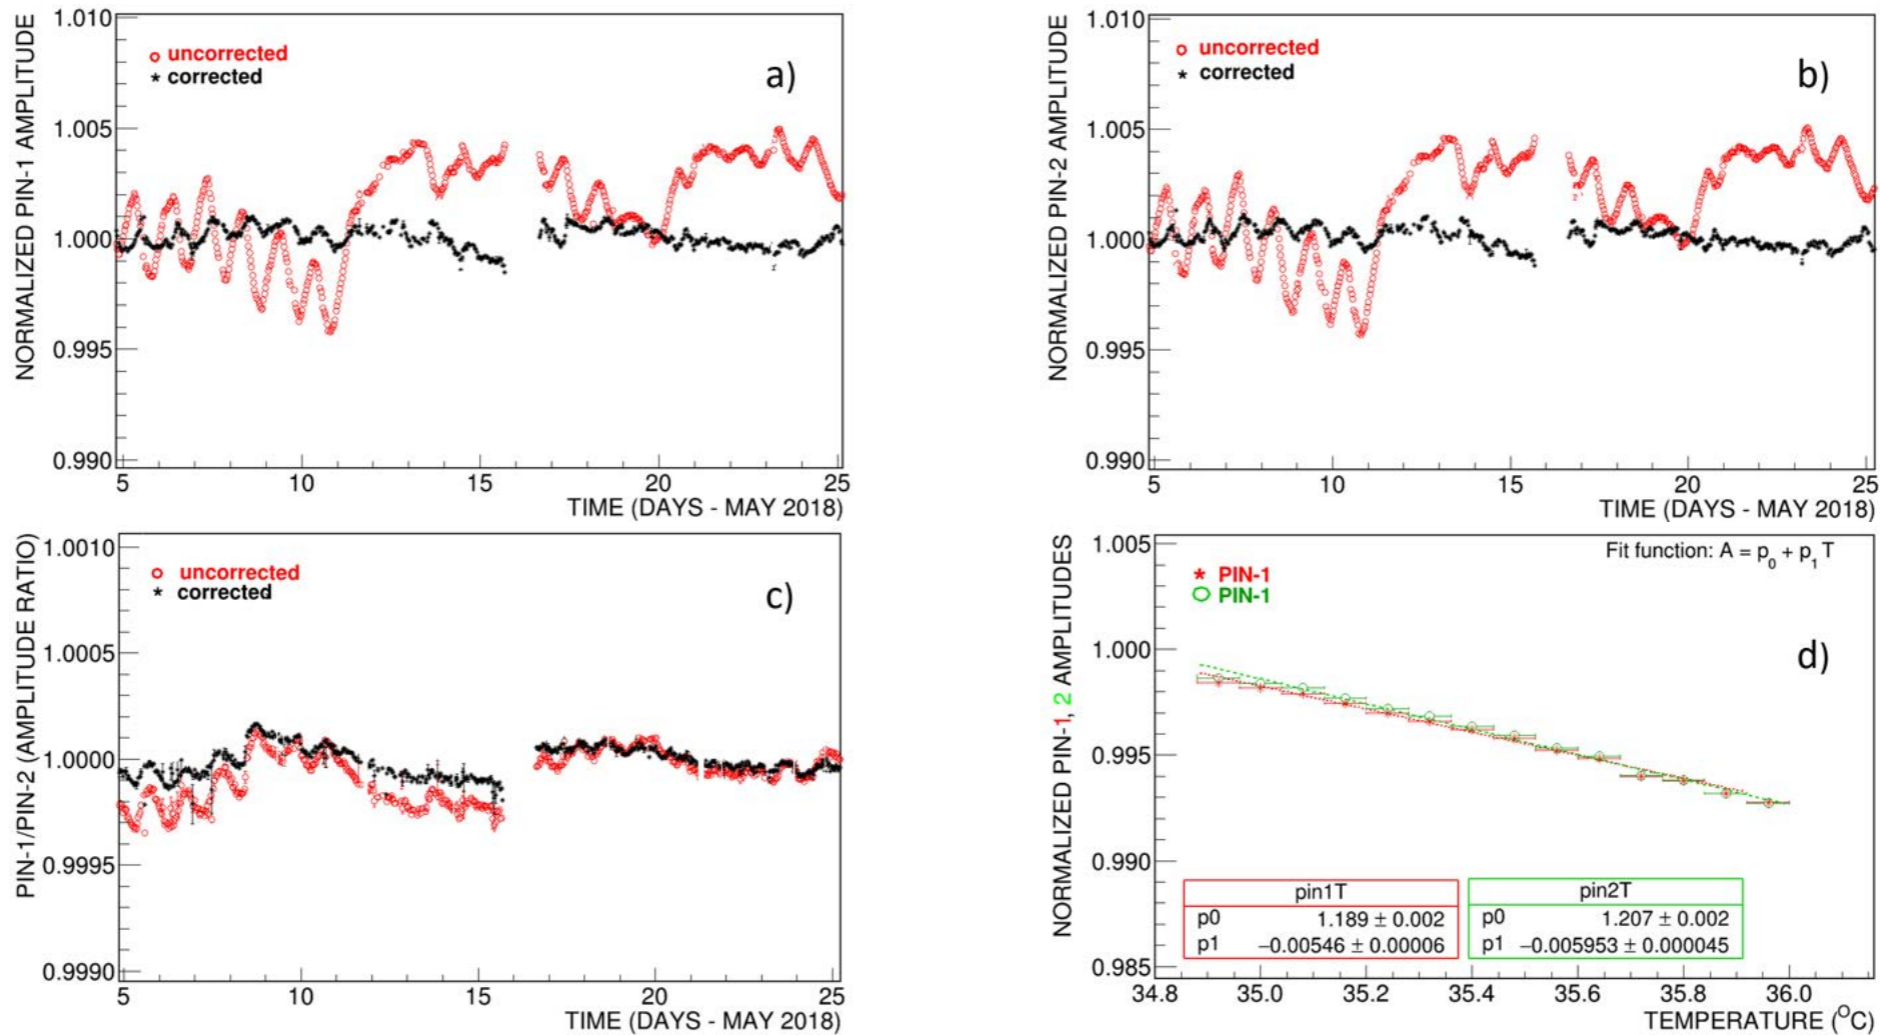 NORMALIZED PIN-1 AMPLITUDE
1.010
1.005
1.000
0.995
0.990
uncorrected
corrected
a)
5 10 15 20 25
TIME (DAYS - MAY 2018)
NORMALIZED PIN-2 AMPLITUDE
1.010
1.005
1.000
0.995
0.990
uncorrected
corrected
b)
5 10 15 20 25
TIME (DAYS - MAY 2018)
PIN-1/PIN-2 (AMPLITUDE RATIO)
1.0010
1.0005
1.0000
0.9995
0.9990
uncorrected
corrected
c)
5 10 15 20 25
TIME (DAYS - MAY 2018)
NORMALIZED PIN-1, 2 AMPLITUDES
1.005
1.000
0.995
0.990
0.985
Fit function: A = p0 + p1 T
PIN-1
PIN-1
d)
pin1T
p0 1.189 ± 0.002
p1 −0.00546 ± 0.00006
pin2T
p0 1.207 ± 0.002
p1 −0.005953 ± 0.000045
34.8 35.0 35.2 35.4 35.6 35.8 36.0
TEMPERATURE (OC)